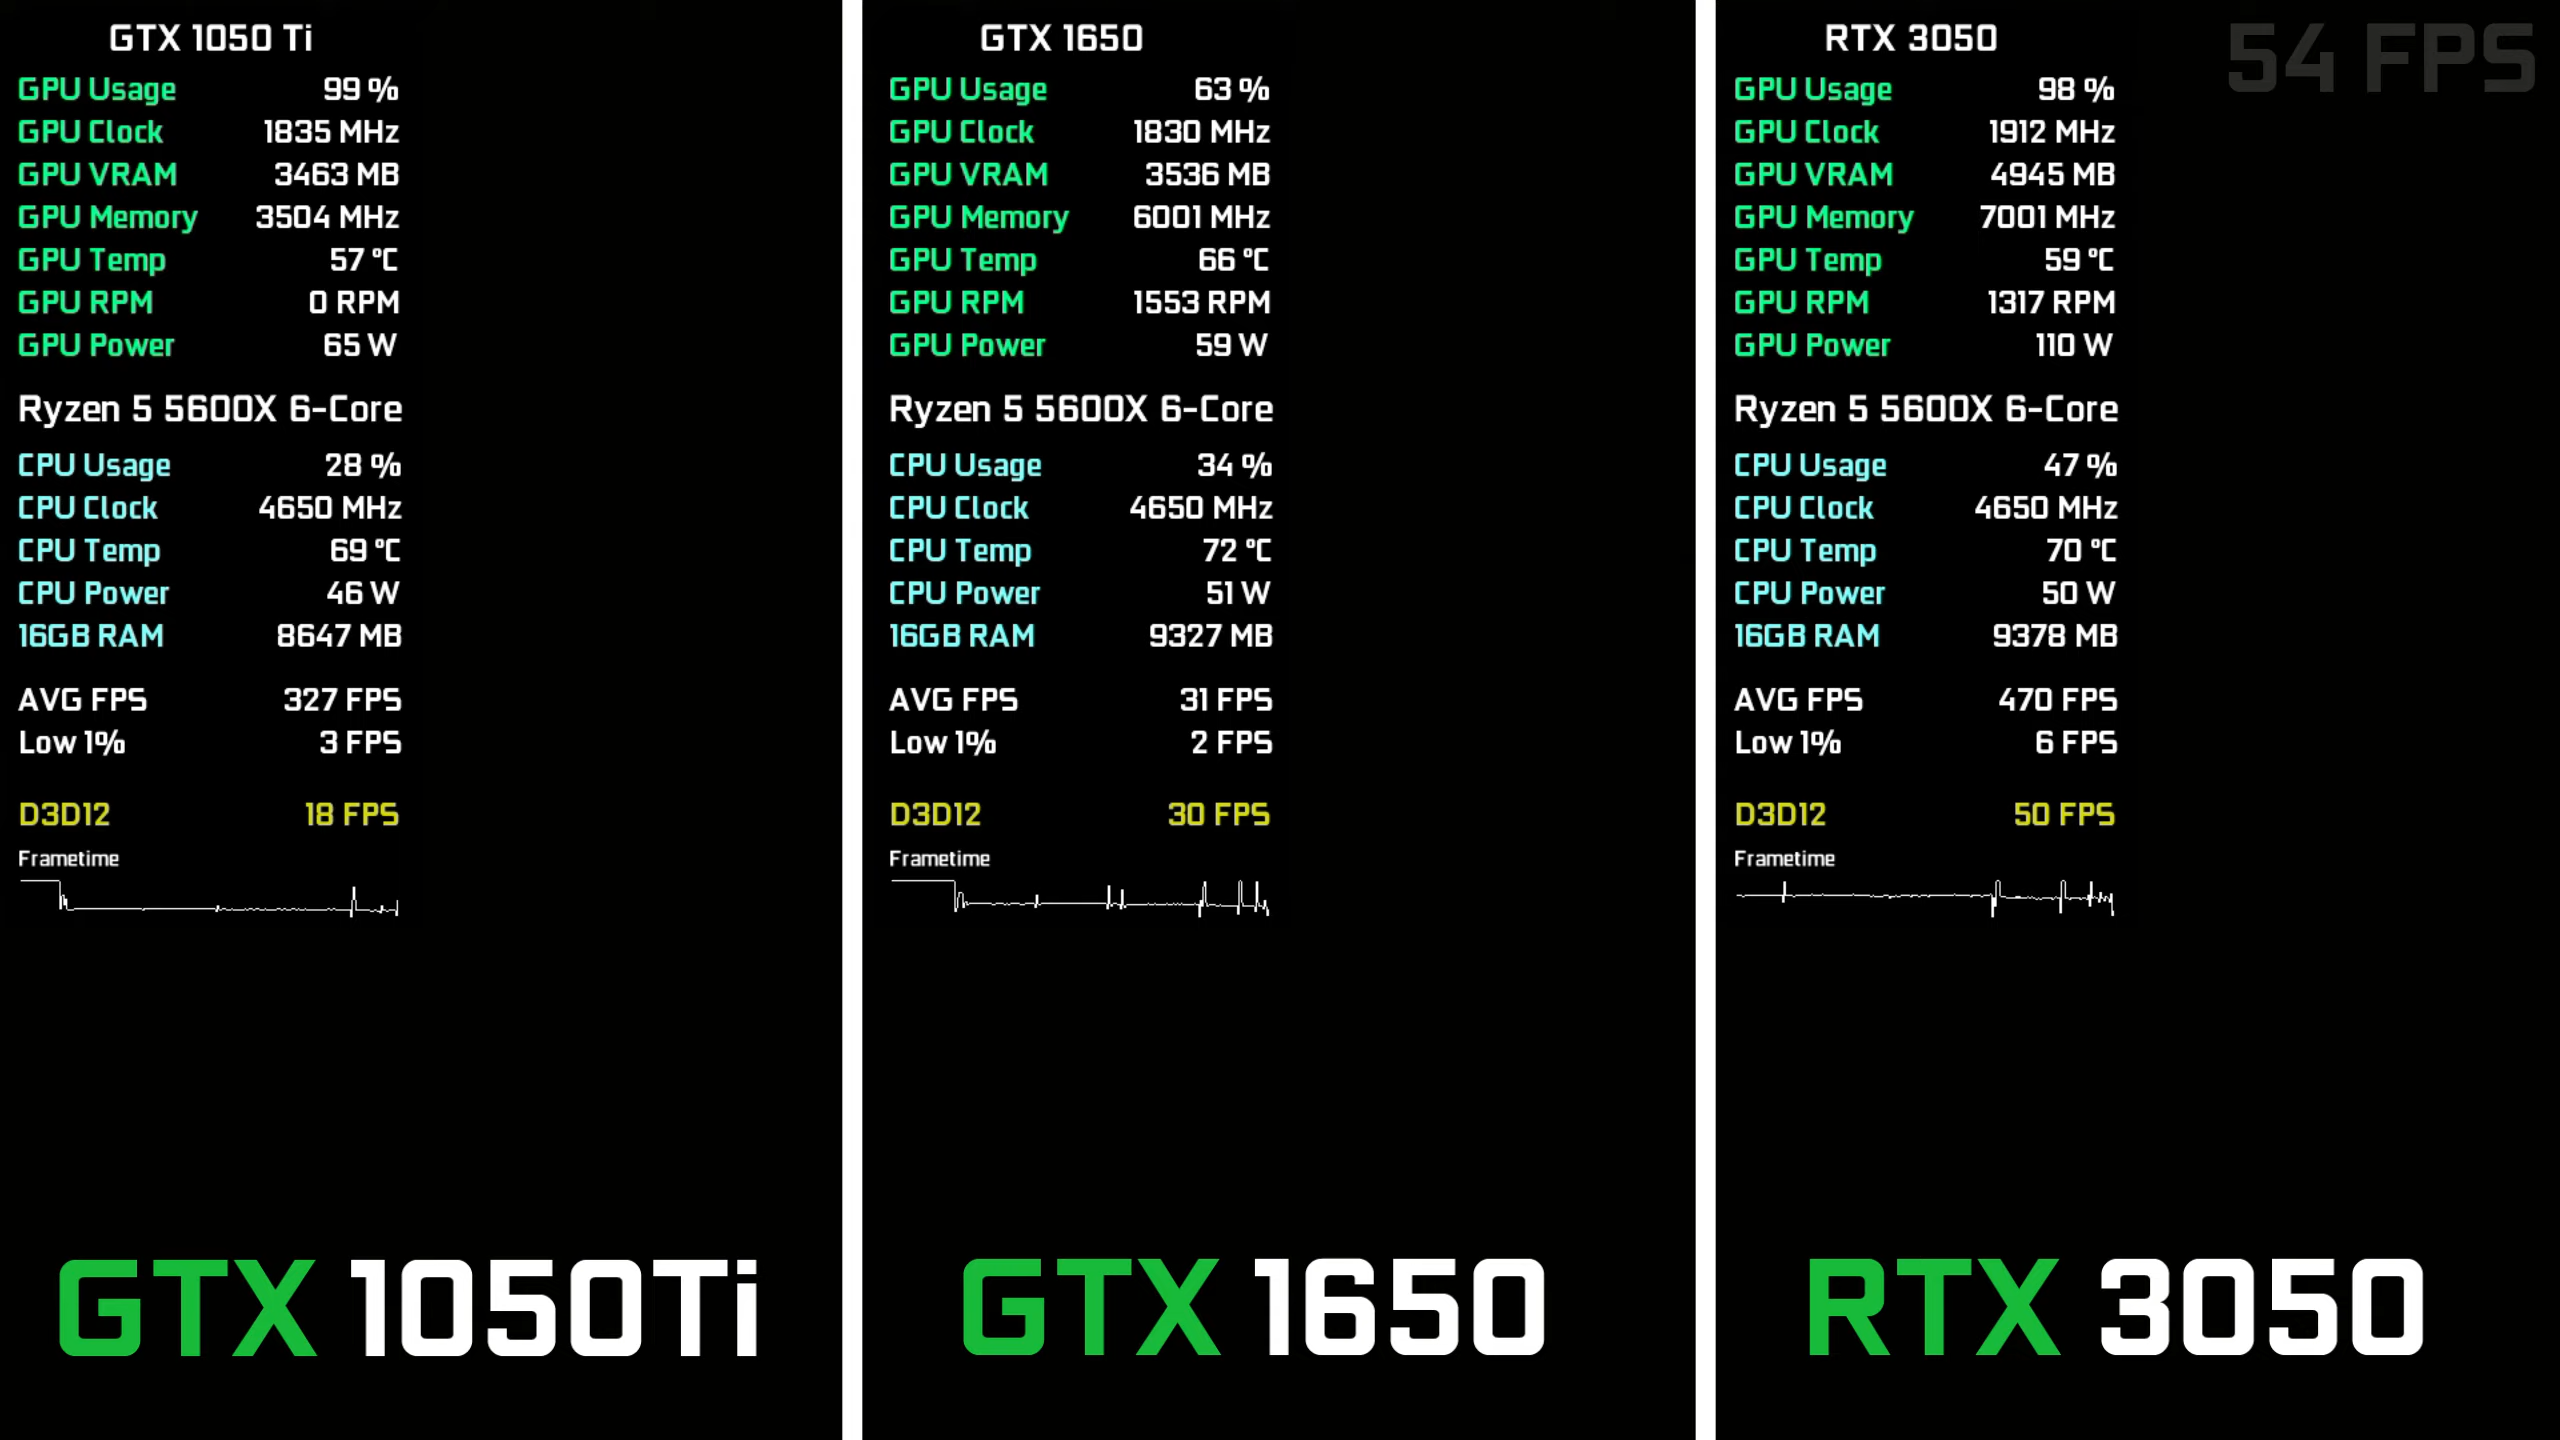 GTX 1050 Ti
GPU Usage 99 %
GPU Clock 1835 MHz
GPU VRAM 3463 MB
GPU Memory 3504 MHz
GPU Temp 57 °C
GPU RPM 0 RPM
GPU Power 65 W
Ryzen 5 5600X 6-Core
CPU Usage 28 %
CPU Clock 4650 MHz
CPU Temp 69 °C
CPU Power 46 W
16GB RAM 8647 MB
AVG FPS 327 FPS
Low 1% 3 FPS
D3D12 18 FPS
Frametime
GTX 1050Ti
GTX 1650
GPU Usage 63 %
GPU Clock 1830 MHz
GPU VRAM 3536 MB
GPU Memory 6001 MHz
GPU Temp 66 °C
GPU RPM 1553 RPM
GPU Power 59 W
Ryzen 5 5600X 6-Core
CPU Usage 34 %
CPU Clock 4650 MHz
CPU Temp 72 °C
CPU Power 51 W
16GB RAM 9327 MB
AVG FPS 31 FPS
Low 1% 2 FPS
D3D12 30 FPS
Frametime
GTX 1650
RTX 3050
54 FPS
GPU Usage 98 %
GPU Clock 1912 MHz
GPU VRAM 4945 MB
GPU Memory 7001 MHz
GPU Temp 59 °C
GPU RPM 1317 RPM
GPU Power 110 W
Ryzen 5 5600X 6-Core
CPU Usage 47 %
CPU Clock 4650 MHz
CPU Temp 70 °C
CPU Power 50 W
16GB RAM 9378 MB
AVG FPS 470 FPS
Low 1% 6 FPS
D3D12 50 FPS
Frametime
RTX 3050